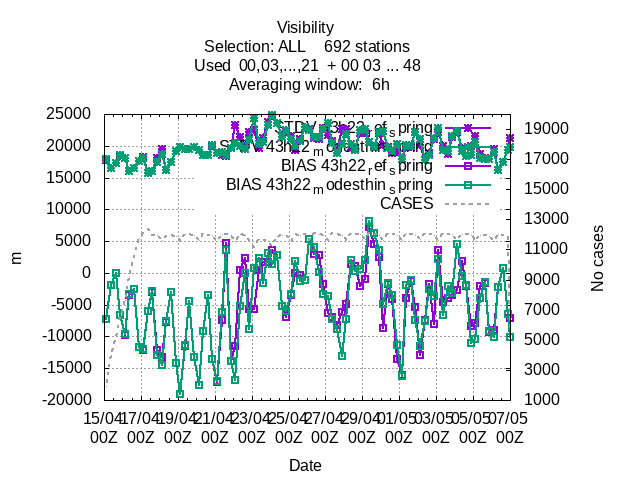 Visibility
Selection: ALL 692 stations
Used 00,03,...,21 + 00 03 ... 48
Averaging window: 6h
25000
20000
15000
10000
5000
0
-5000
-10000
-15000
-20000
m
STDV 43h22_ref_spring
STDV 43h22_modesthin_spring
BIAS 43h22_ref_spring
BIAS 43h22_modesthin_spring
CASES
19000
17000
15000
13000
11000
9000
7000
5000
3000
1000
No cases
15/04 17/04 19/04 21/04 23/04 25/04 27/04 29/04 01/05 03/05 05/05 07/05
00Z 00Z 00Z 00Z 00Z 00Z 00Z 00Z 00Z 00Z 00Z 00Z
Date